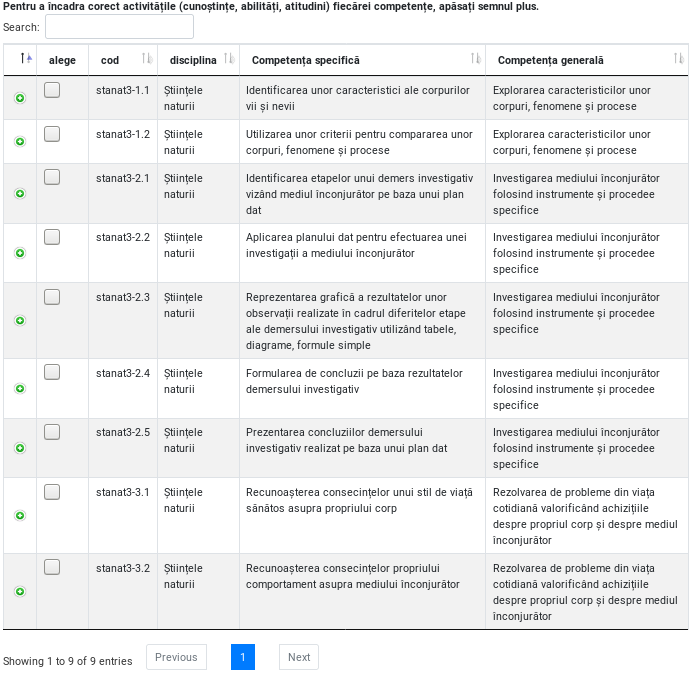 Pentru a încadra corect activitățile (cunoștințe, abilități, atitudini) fiecărei competențe, apăsați semnul plus.
Search:
alege cod disciplina Competența specifică Competența generală
stanat3-1.1 Științele Identificarea unor caracteristici ale corpurilor Explorarea caracteristicilor unor
naturii vii și nevii corpuri, fenomene și procese
stanat3-1.2 Științele Utilizarea unor criterii pentru compararea unor Explorarea caracteristicilor unor
naturii corpuri, fenomene și procese corpuri, fenomene și procese
stanat3-2.1 Științele Identificarea etapelor unui demers investigativ Investigarea mediului înconjurător
naturii vizând mediul înconjurător pe baza unui plan folosind instrumente și procedee
dat specifice
stanat3-2.2 Științele Aplicarea planului dat pentru efectuarea unei Investigarea mediului înconjurător
naturii investigații a mediului înconjurător folosind instrumente și procedee
specifice
stanat3-2.3 Științele Reprezentarea grafică a rezultatelor unor Investigarea mediului înconjurător
naturii observații realizate în cadrul diferitelor etape folosind instrumente și procedee
ale demersului investigativ utilizând tabele, specifice
diagrame, formule simple
stanat3-2.4 Științele Formularea de concluzii pe baza rezultatelor Investigarea mediului înconjurător
naturii demersului investigativ folosind instrumente și procedee
specifice
stanat3-2.5 Științele Prezentarea concluziilor demersului Investigarea mediului înconjurător
naturii investigativ realizat pe baza unui plan dat folosind instrumente și procedee
specifice
stanat3-3.1 Științele Recunoașterea consecințelor unui stil de viață Rezolvarea de probleme din viața
naturii sănătos asupra propriului corp cotidiană valorificând achizițiile
despre propriul corp și despre mediul
înconjurător
stanat3-3.2 Științele Recunoașterea consecințelor propriului Rezolvarea de probleme din viața
naturii comportament asupra mediului înconjurător cotidiană valorificând achizițiile
despre propriul corp și despre mediul
înconjurător
Showing 1 to 9 of 9 entries Previous 1 Next